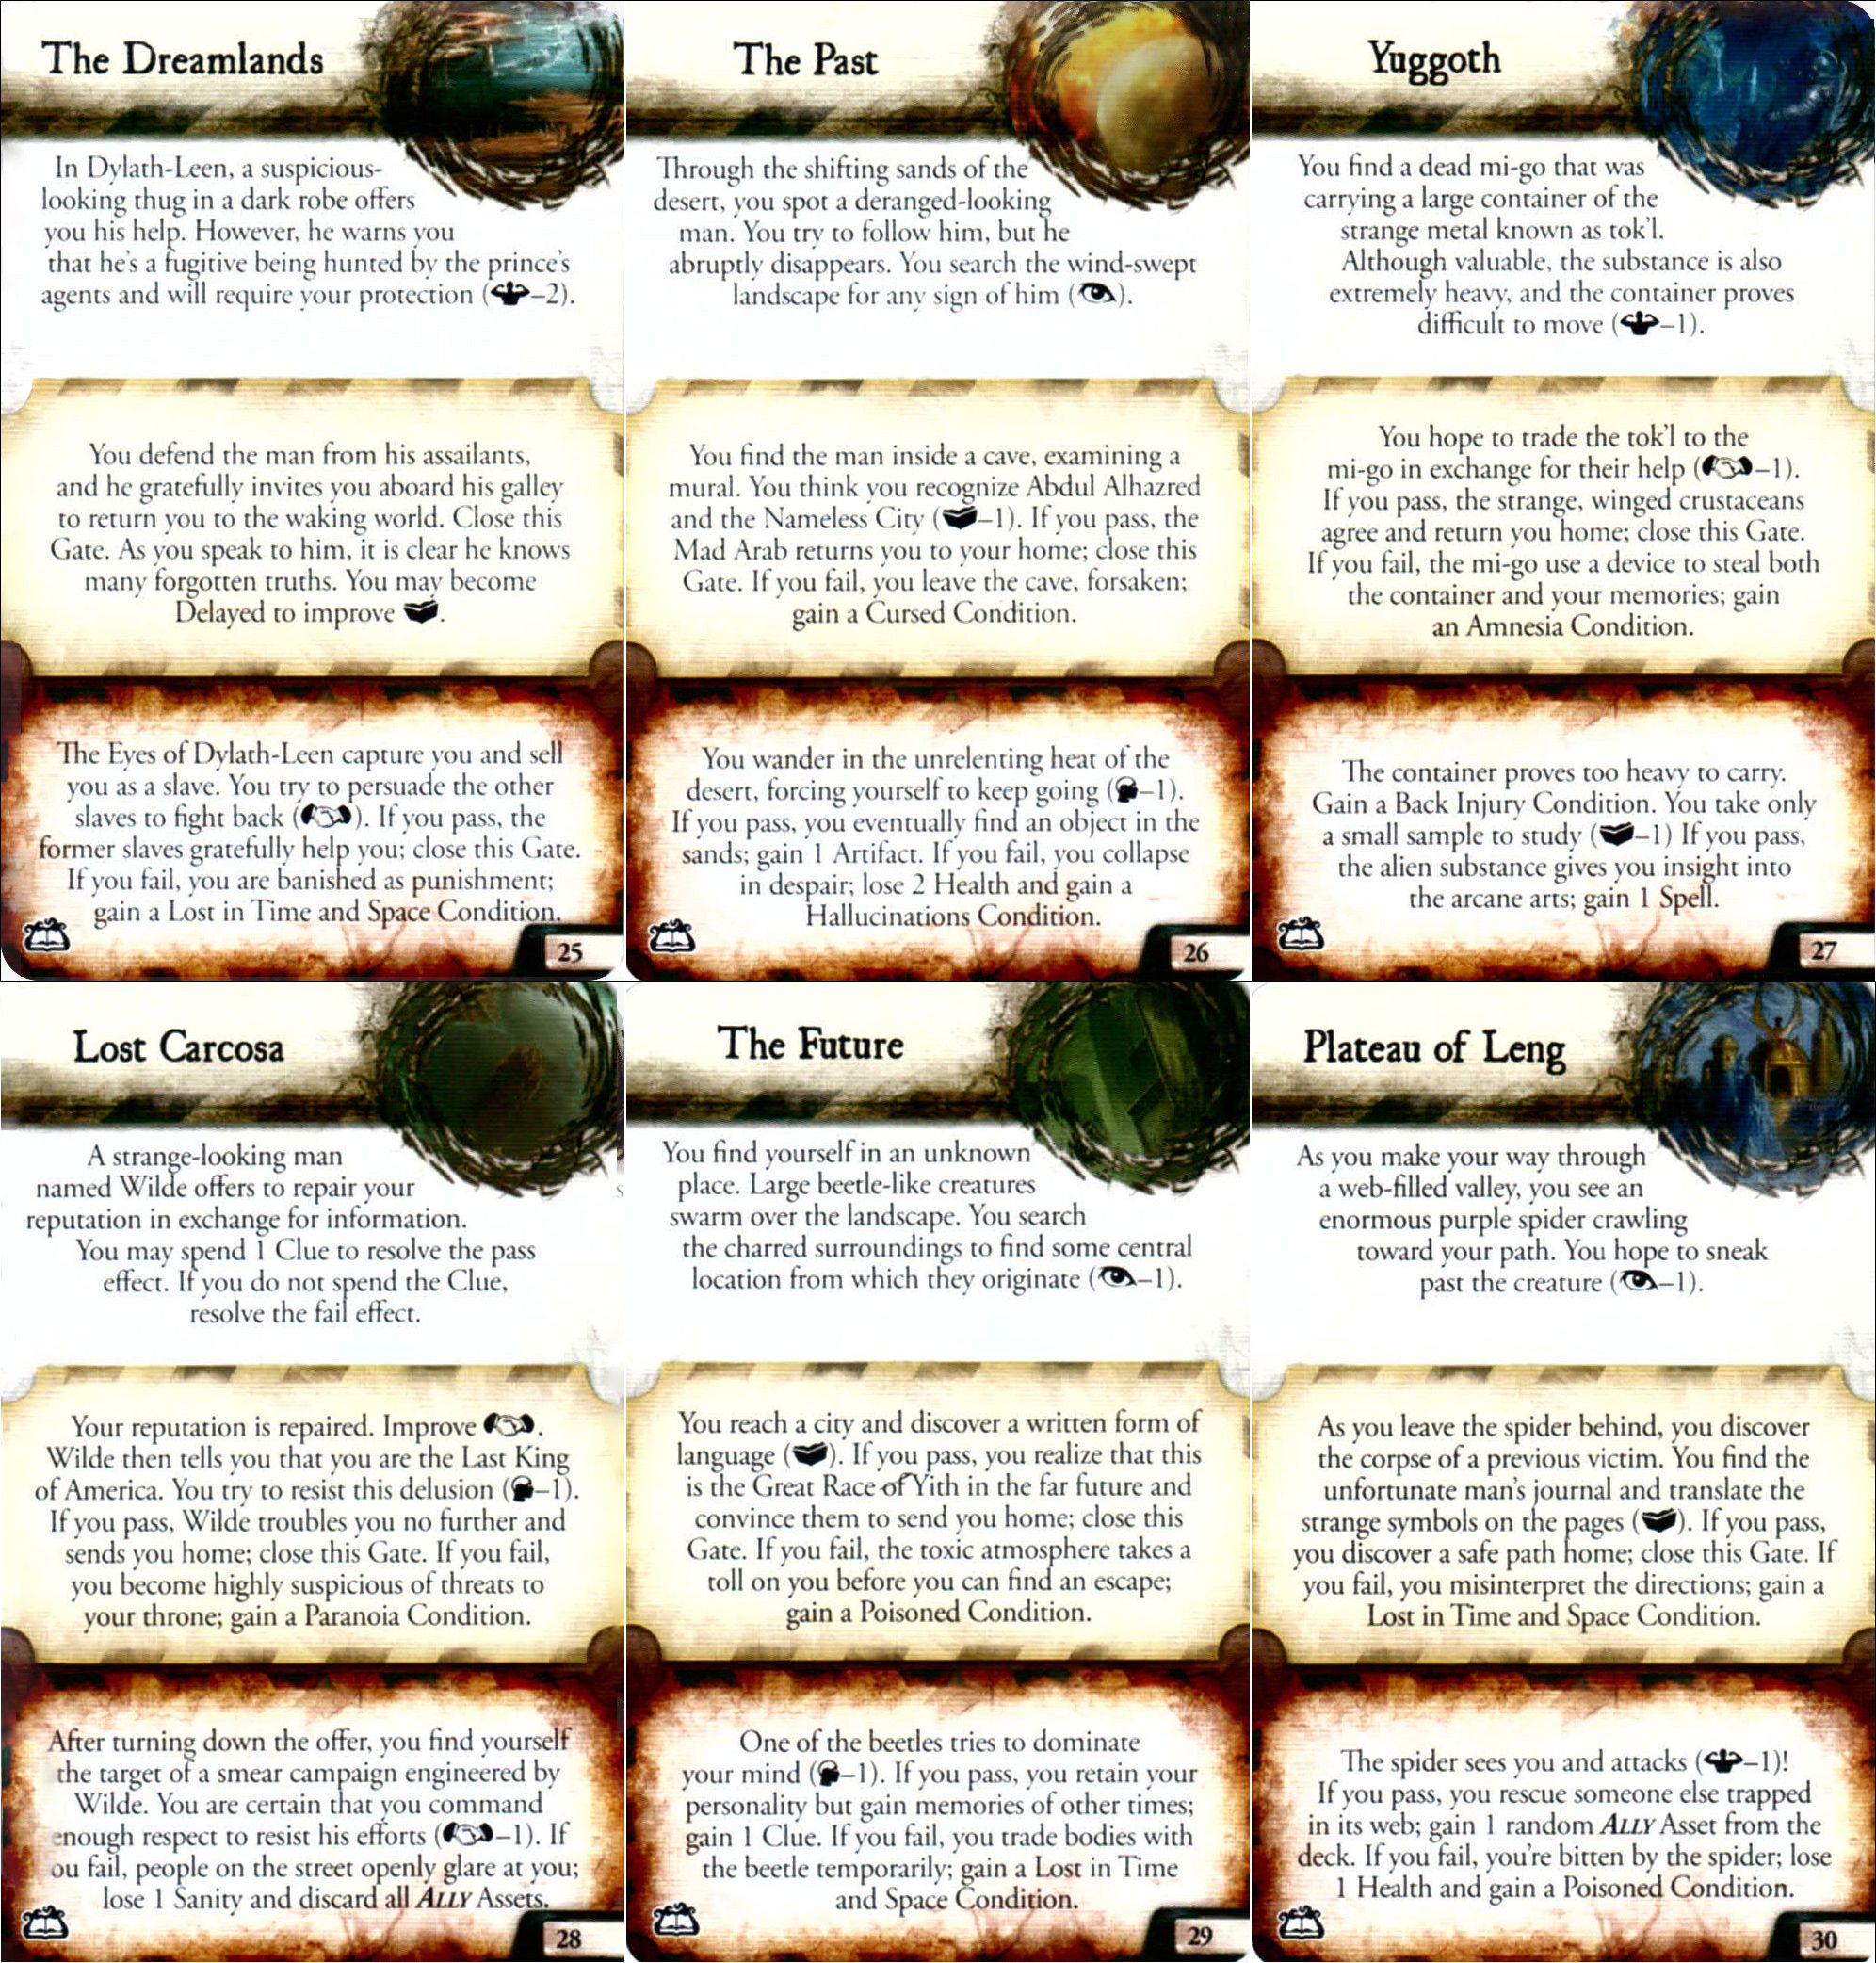 The Dreamlands
In Dylath-Leen, a suspicious-
looking thug in a dark robe offers
you his help. However, he warns you
that he's a fugitive being hunted by the prince's
agents and will require your protection (–2).
You defend the man from his assailants,
and he gratefully invites you aboard his galley
to return you to the waking world. Close this
Gate. As you speak to him, it is clear he knows
many forgotten truths. You may become
Delayed to improve .
The Eyes of Dylath-Leen capture you and sell
you as a slave. You try to persuade the other
slaves to fight back (). If you pass, the
former slaves gratefully help you; close this Gate.
If you fail, you are banished as punishment;
gain a Lost in Time and Space Condition.
25
The Past
Through the shifting sands of the
desert, you spot a deranged-looking
man. You try to follow him, but he
abruptly disappears. You search the wind-swept
landscape for any sign of him ().
You find the man inside a cave, examining a
mural. You think you recognize Abdul Alhazred
and the Nameless City (–1). If you pass, the
Mad Arab returns you to your home; close this
Gate. If you fail, you leave the cave, forsaken;
gain a Cursed Condition.
You wander in the unrelenting heat of the
desert, forcing yourself to keep going (–1).
If you pass, you eventually find an object in the
sands; gain 1 Artifact. If you fail, you collapse
in despair; lose 2 Health and gain a
Hallucinations Condition.
26
Yuggoth
You find a dead mi-go that was
carrying a large container of the
strange metal known as tok'l.
Although valuable, the substance is also
extremely heavy, and the container proves
difficult to move (–1).
You hope to trade the tok'l to the
mi-go in exchange for their help (–1).
If you pass, the strange, winged crustaceans
agree and return you home; close this Gate.
If you fail, the mi-go use a device to steal both
the container and your memories; gain
an Amnesia Condition.
The container proves too heavy to carry.
Gain a Back Injury Condition. You take only
a small sample to study (–1) If you pass,
the alien substance gives you insight into
the arcane arts; gain 1 Spell.
27
Lost Carcosa
A strange-looking man
named Wilde offers to repair your
reputation in exchange for information.
You may spend 1 Clue to resolve the pass
effect. If you do not spend the Clue,
resolve the fail effect.
Your reputation is repaired. Improve .
Wilde then tells you that you are the Last King
of America. You try to resist this delusion (–1).
If you pass, Wilde troubles you no further and
sends you home; close this Gate. If you fail,
you become highly suspicious of threats to
your throne; gain a Paranoia Condition.
After turning down the offer, you find yourself
the target of a smear campaign engineered by
Wilde. You are certain that you command
enough respect to resist his efforts (–1). If
ou fail, people on the street openly glare at you;
lose 1 Sanity and discard all ALLY Assets.
28
The Future
You find yourself in an unknown
place. Large beetle-like creatures
swarm over the landscape. You search
the charred surroundings to find some central
location from which they originate (–1).
You reach a city and discover a written form of
language (). If you pass, you realize that this
is the Great Race of Yith in the far future and
convince them to send you home; close this
Gate. If you fail, the toxic atmosphere takes a
toll on you before you can find an escape;
gain a Poisoned Condition.
One of the beetles tries to dominate
your mind (–1). If you pass, you retain your
personality but gain memories of other times;
gain 1 Clue. If you fail, you trade bodies with
the beetle temporarily; gain a Lost in Time
and Space Condition.
29
Plateau of Leng
As you make your way through
a web-filled valley, you see an
enormous purple spider crawling
toward your path. You hope to sneak
past the creature (–1).
As you leave the spider behind, you discover
the corpse of a previous victim. You find the
unfortunate man's journal and translate the
strange symbols on the pages (). If you pass,
you discover a safe path home; close this Gate. If
you fail, you misinterpret the directions; gain a
Lost in Time and Space Condition.
The spider sees you and attacks (–1)!
If you pass, you rescue someone else trapped
in its web; gain 1 random ALLY Asset from the
deck. If you fail, you're bitten by the spider; lose
1 Health and gain a Poisoned Condition.
30